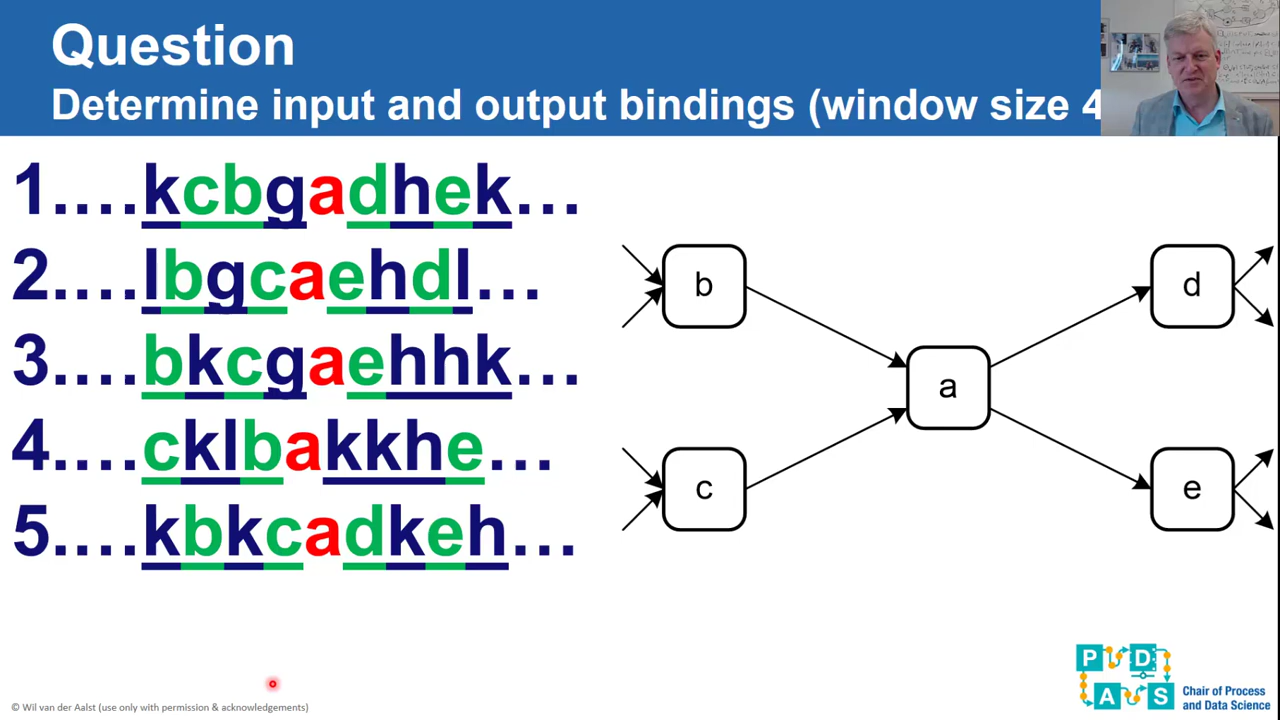 Question
Determine input and output bindings (window size 4
1.…kcbgadhek…
2.…lbgcaehdl…
3.…bkcgaehhk…
4.…cklbakkhe…
5.…kbkcadkeh…
b
d
a
c
e
P D
A S
Chair of Process
and Data Science
© Wil van der Aalst (use only with permission & acknowledgements)